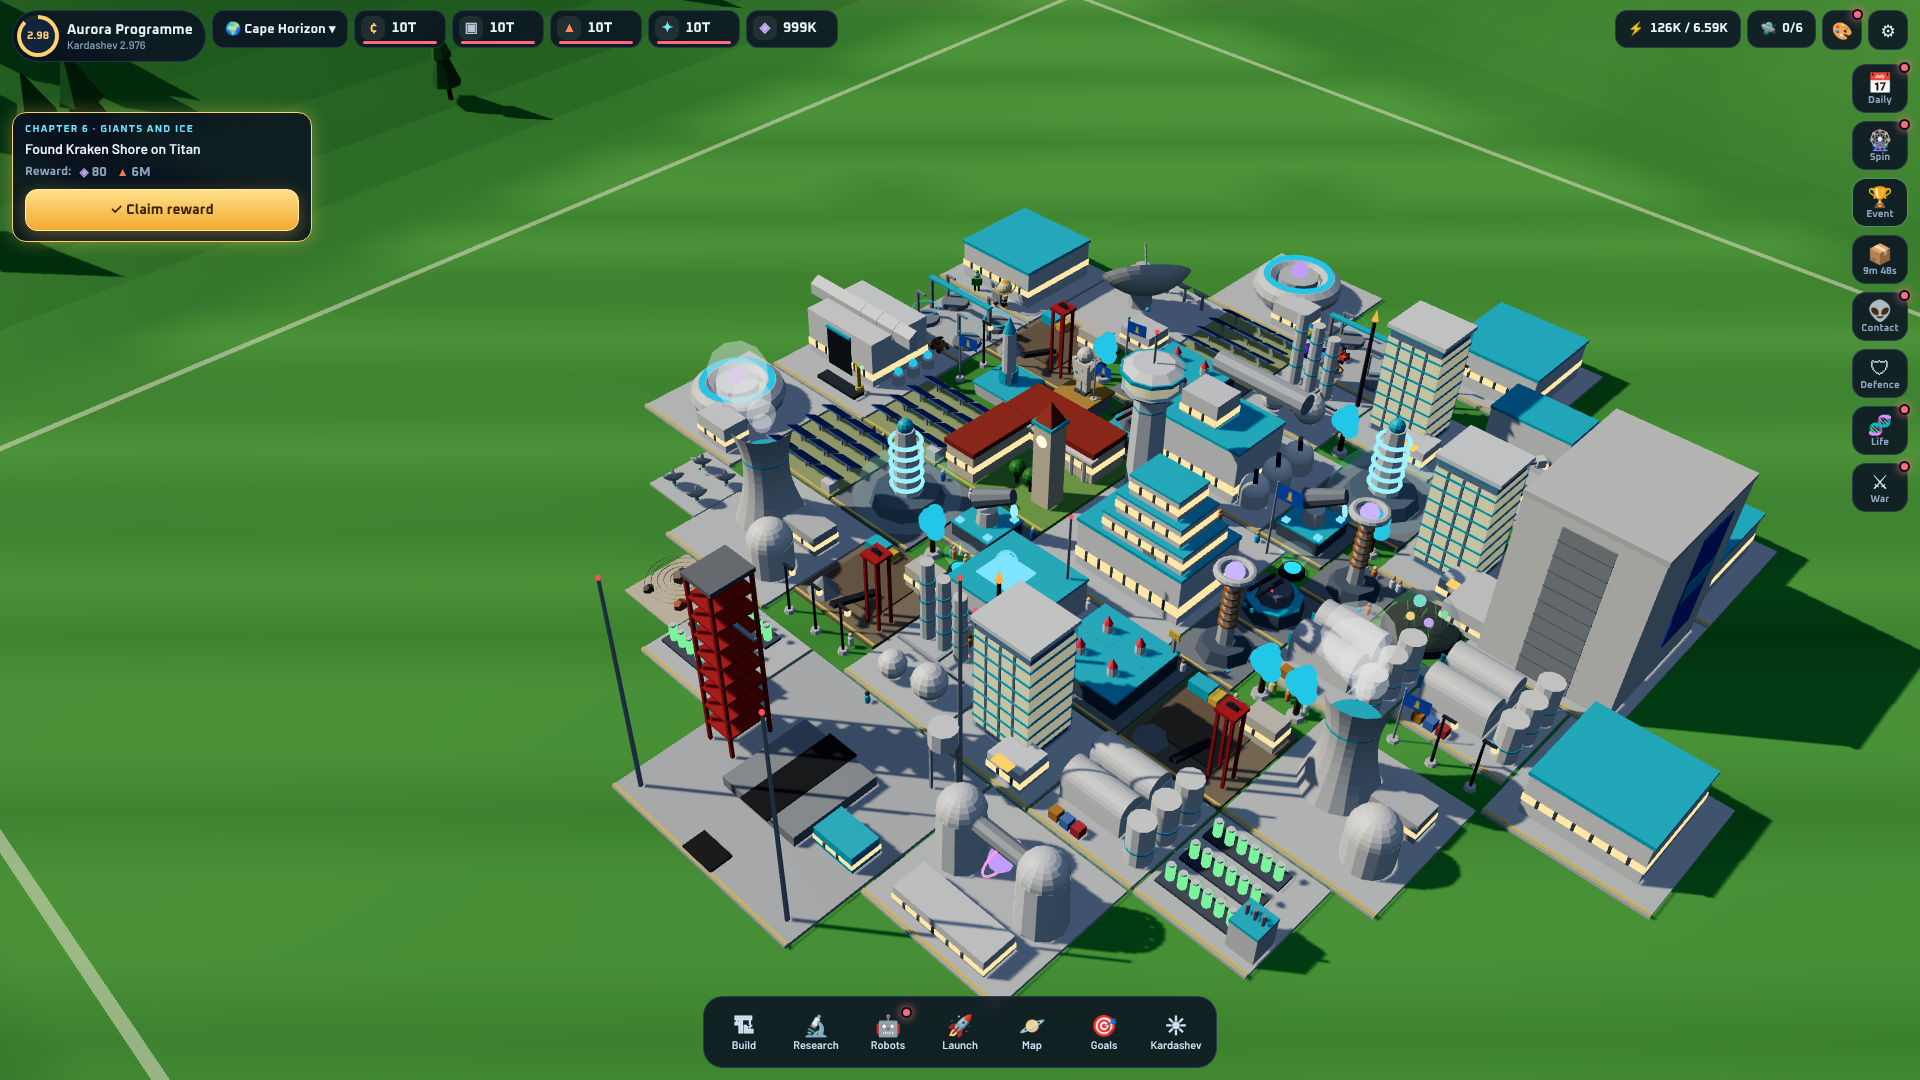 2.98
Aurora Programme
Kardashev 2.976
Cape Horizon ▾
¢ 10T
10T
10T
10T
999K
126K / 6.59K
0/6
CHAPTER 6 · GIANTS AND ICE
Found Kraken Shore on Titan
Reward: 80 6M
✓ Claim reward
July 17
Daily
Spin
Event
9m 48s
Contact
Defence
Life
War
Build
Research
Robots
Launch
Map
Goals
Kardashev